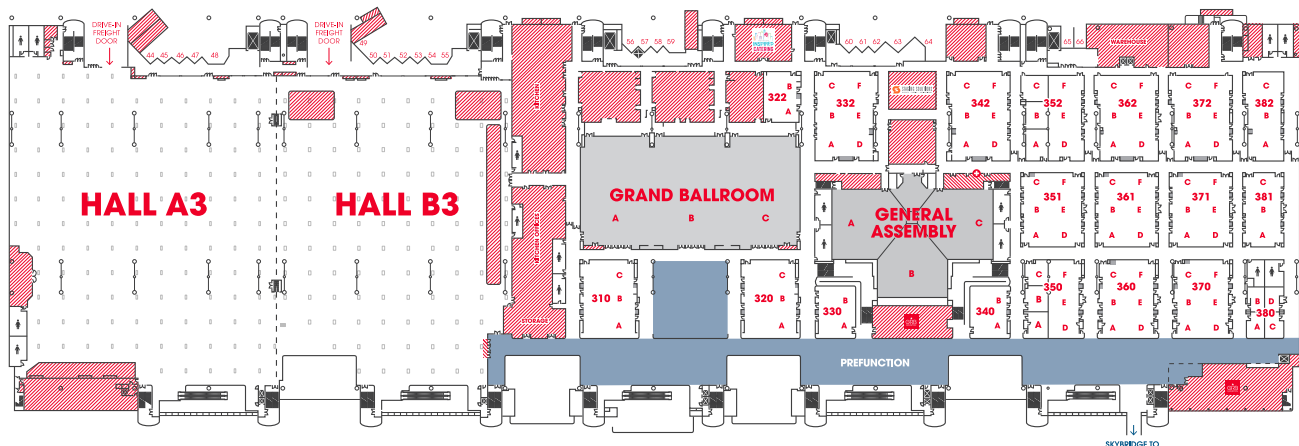 DRIVE-IN
FREIGHT
DOOR
DRIVE-IN
FREIGHT
DOOR
44 45 46 47 48
49
50 51 52 53 54 55
56 57 58 59
60 61 62 63 64
65 66
WAREHOUSE
CATERING
KITCHEN
322
B
A
332
C F
B E
A D
342
C F
B E
A D
352
C F
B E
A D
362
C F
B E
A D
372
C F
B E
A D
382
C
B
A
HALL A3
HALL B3
GRAND BALLROOM
A B C
GENERAL
ASSEMBLY
A
B
C
351
C F
B E
A D
361
C F
B E
A D
371
C F
B E
A D
381
C
B
A
STORAGE
310
C
B
A
320
C
B
A
330
B
A
340
B
A
350
C F
B E
A D
360
C F
B E
A D
370
C F
B E
A D
380
B D
A C
PREFUNCTION
SKYBRIDGE TO